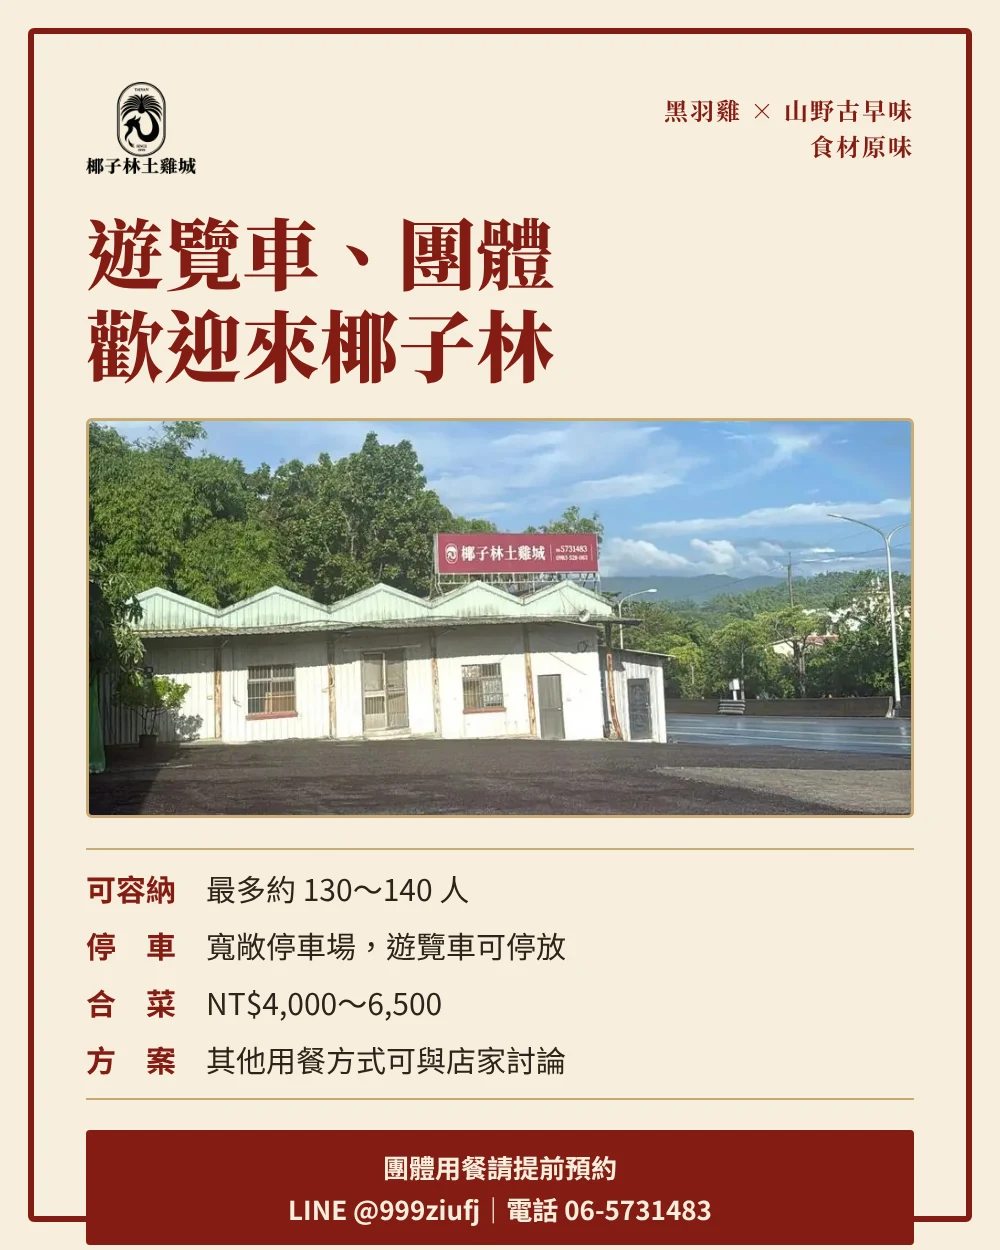 TAINAN
SINCE
椰子林土雞城
黑羽雞 × 山野古早味
食材原味
遊覽車、團體
歡迎來椰子林
椰子林土雞城
06-5731483
可容納 最多約 130～140 人
停 車 寬敞停車場，遊覽車可停放
合 菜 NT$4,000～6,500
方 案 其他用餐方式可與店家討論
團體用餐請提前預約
LINE @999ziufj｜電話 06-5731483